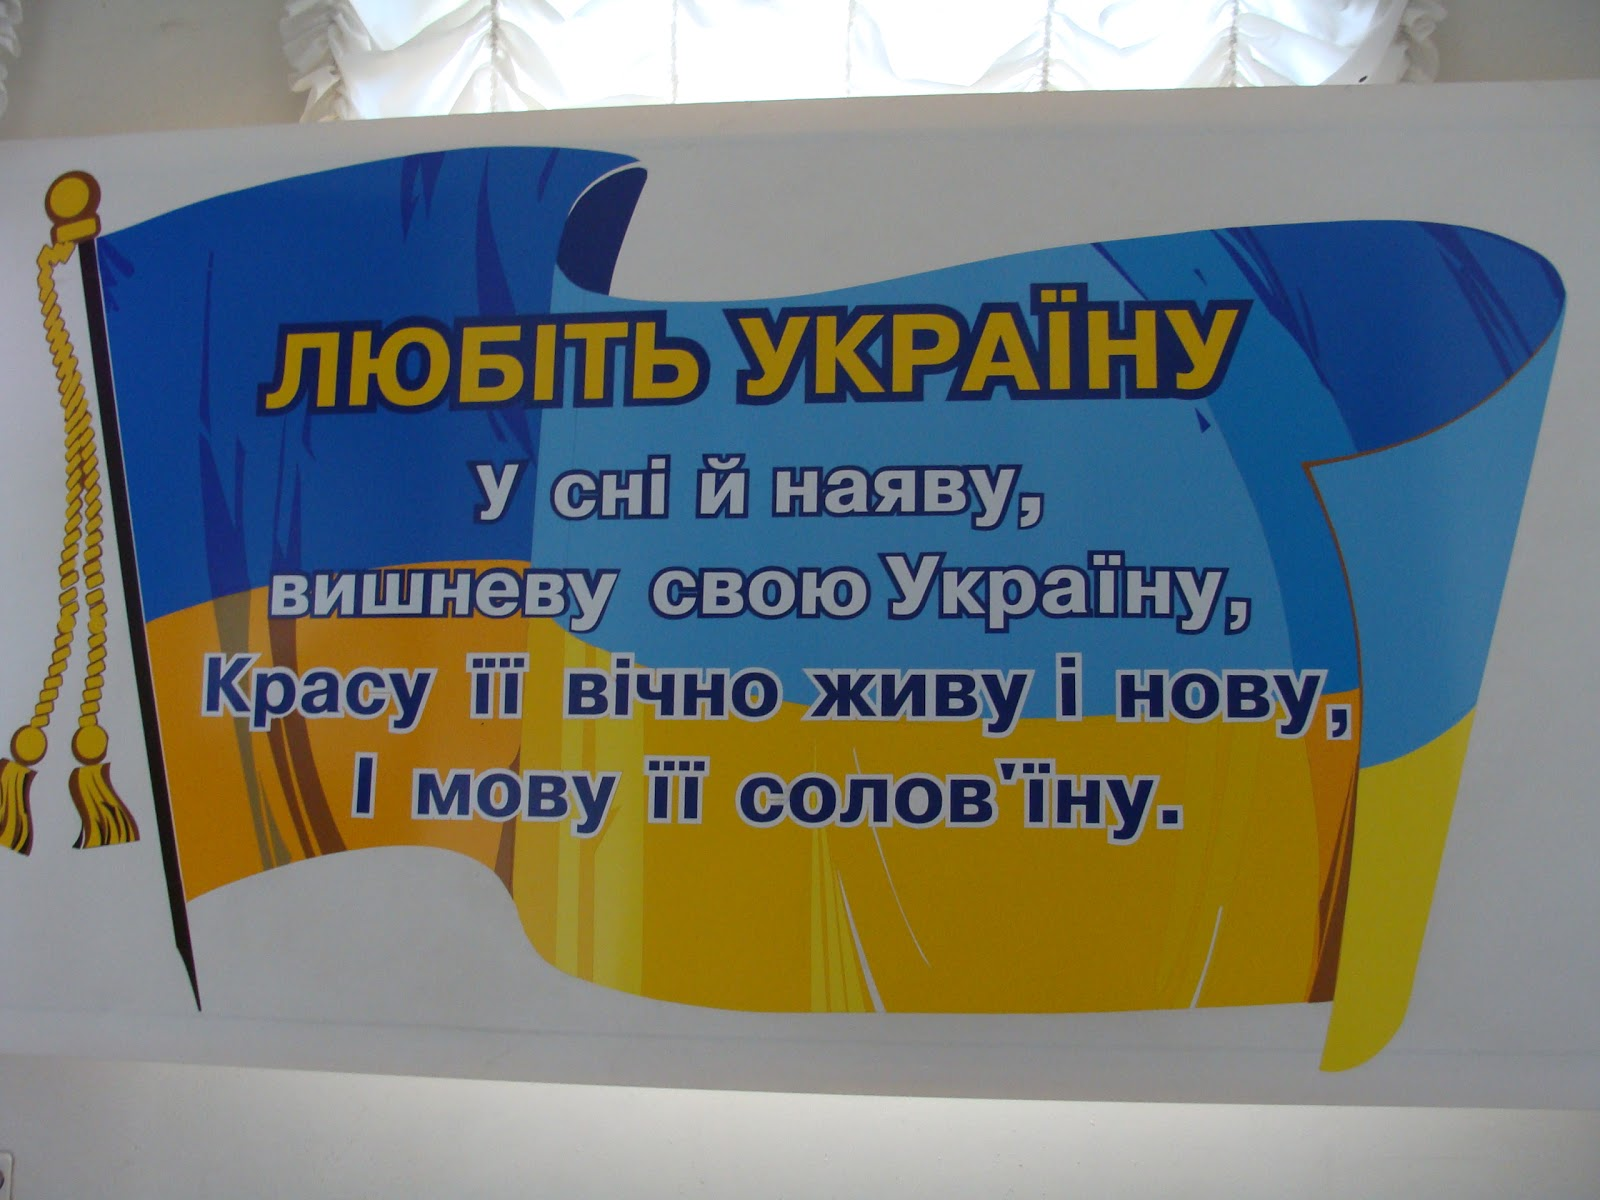 ЛЮБІТЬ УКРАЇНУ
у сні й наяву,
вишневу свою Україну,
Красу її вічно живу і нову,
І мову її солов'їну.